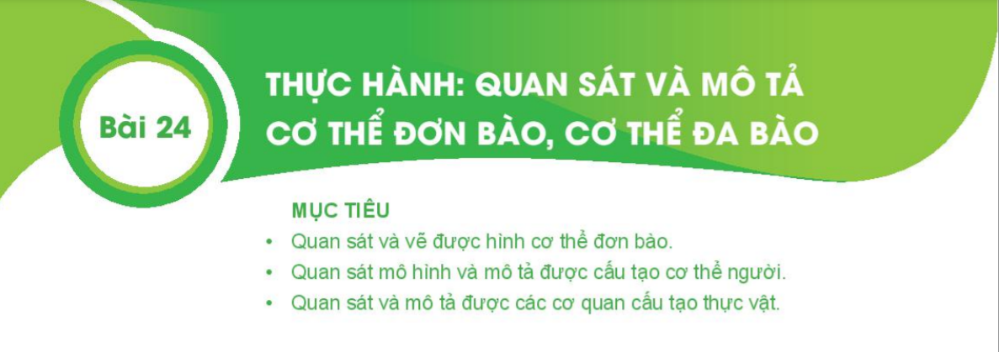 Bài 24
THỰC HÀNH: QUAN SÁT VÀ MÔ TẢ
CƠ THỂ ĐƠN BÀO, CƠ THỂ ĐA BÀO
MỤC TIÊU
• Quan sát và vẽ được hình cơ thể đơn bào.
• Quan sát mô hình và mô tả được cấu tạo cơ thể người.
• Quan sát và mô tả được các cơ quan cấu tạo thực vật.